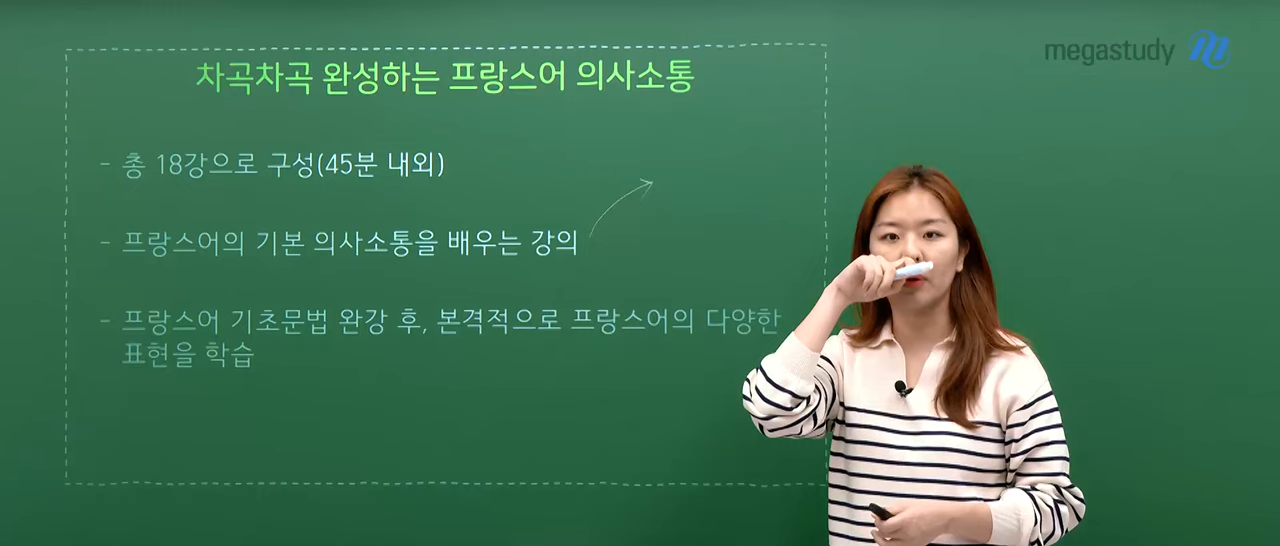 megastudy
차곡차곡 완성하는 프랑스어 의사소통
- 총 18강으로 구성(45분 내외)
- 프랑스어의 기본 의사소통을 배우는 강의
- 프랑스어 기초문법 완강 후, 본격적으로 프랑스어의 다양한
표현을 학습